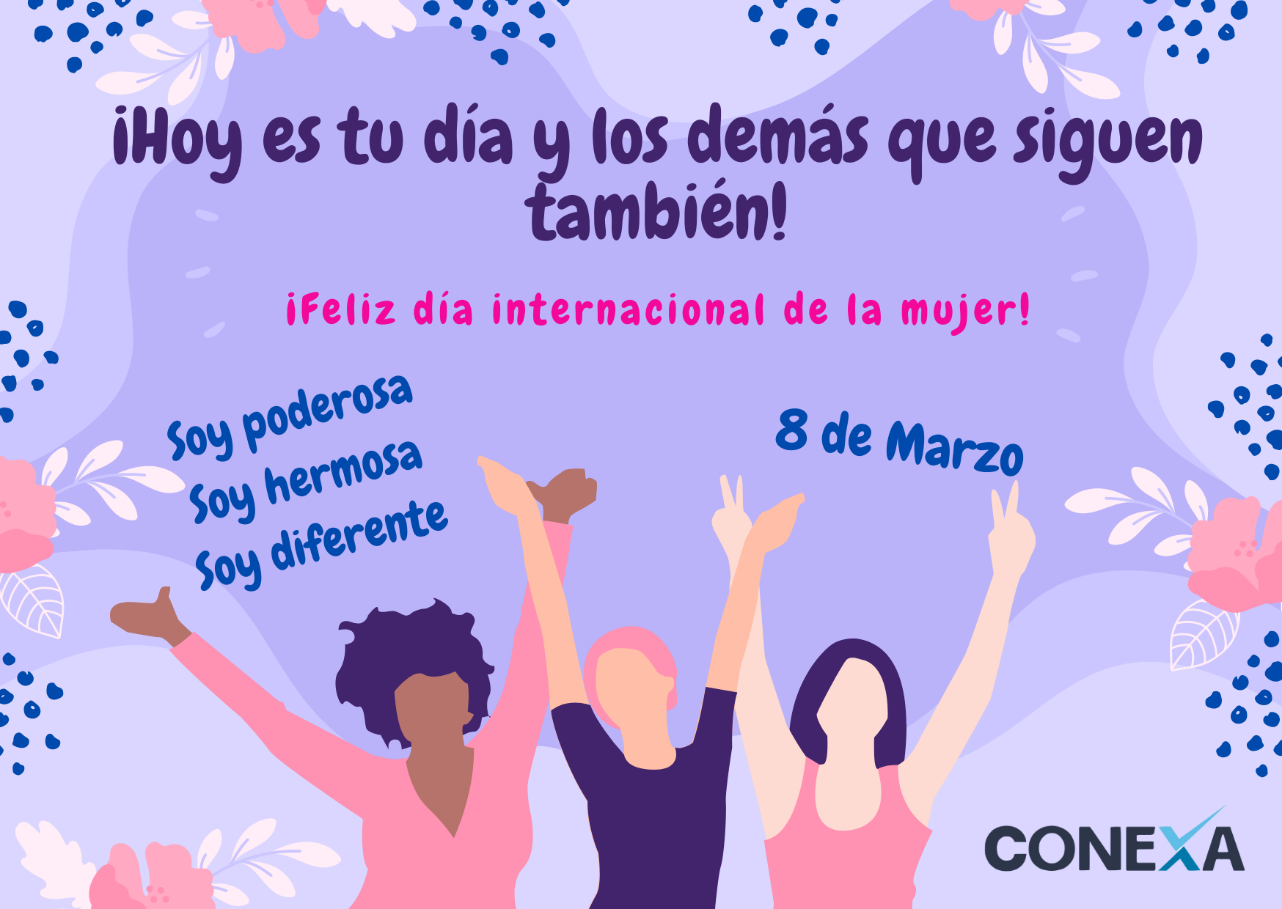 ¡Hoy es tu día y los demás que siguen
también!
¡Feliz día internacional de la mujer!
Soy poderosa
Soy hermosa
Soy diferente
8 de Marzo
CONEXA